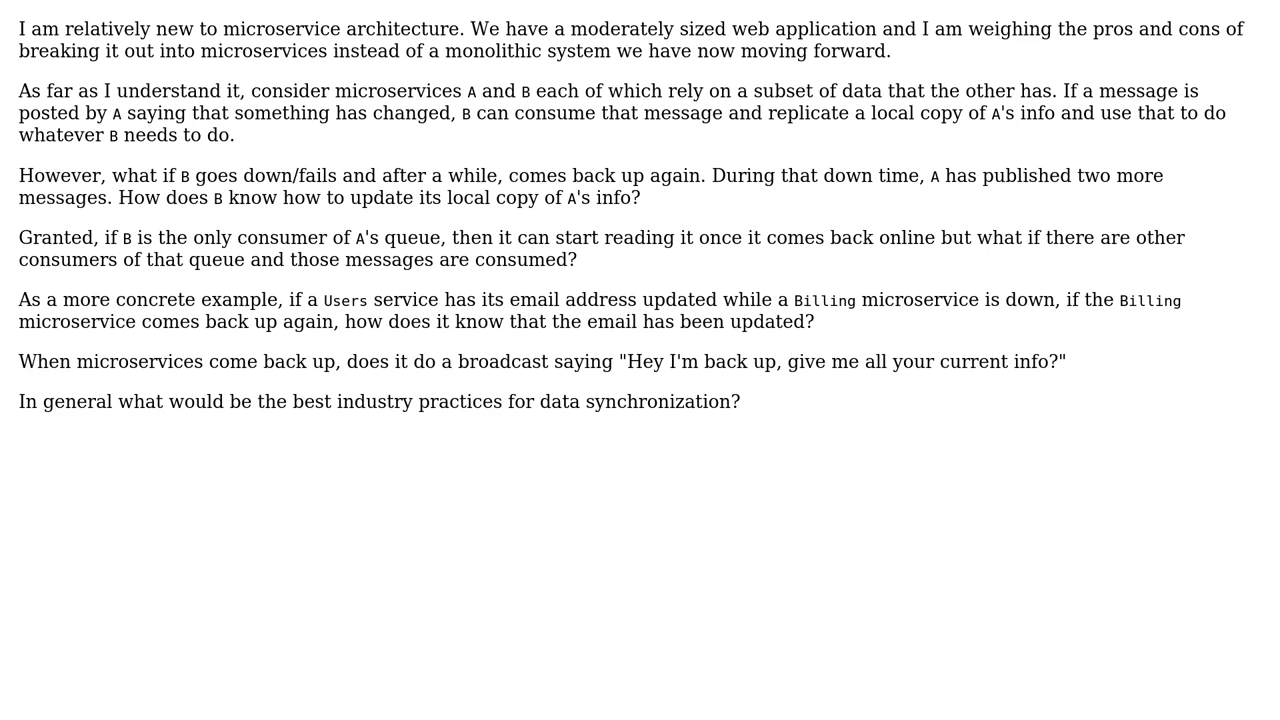 I am relatively new to microservice architecture. We have a moderately sized web application and I am weighing the pros and cons of
breaking it out into microservices instead of a monolithic system we have now moving forward.
As far as I understand it, consider microservices A and B each of which rely on a subset of data that the other has. If a message is
posted by A saying that something has changed, B can consume that message and replicate a local copy of A's info and use that to do
whatever B needs to do.
However, what if B goes down/fails and after a while, comes back up again. During that down time, A has published two more
messages. How does B know how to update its local copy of A's info?
Granted, if B is the only consumer of A's queue, then it can start reading it once it comes back online but what if there are other
consumers of that queue and those messages are consumed?
As a more concrete example, if a Users service has its email address updated while a Billing microservice is down, if the Billing
microservice comes back up again, how does it know that the email has been updated?
When microservices come back up, does it do a broadcast saying "Hey I'm back up, give me all your current info?"
In general what would be the best industry practices for data synchronization?